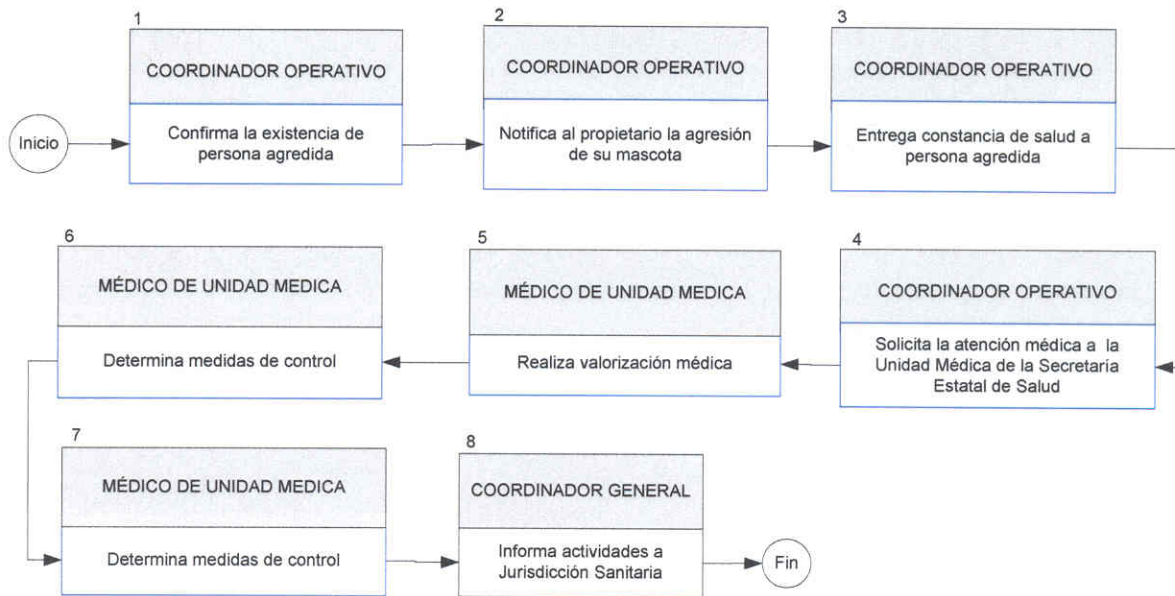 1
COORDINADOR OPERATIVO
Confirma la existencia de
persona agredida
2
COORDINADOR OPERATIVO
Notifica al propietario la agresión
de su mascota
3
COORDINADOR OPERATIVO
Entrega constancia de salud a
persona agredida
Inicio
4
COORDINADOR OPERATIVO
Solicita la atención médica a la
Unidad Médica de la Secretaría
Estatal de Salud
5
MÉDICO DE UNIDAD MEDICA
Realiza valorización médica
6
MÉDICO DE UNIDAD MEDICA
Determina medidas de control
7
MÉDICO DE UNIDAD MEDICA
Determina medidas de control
8
COORDINADOR GENERAL
Informa actividades a
Jurisdicción Sanitaria
Fin